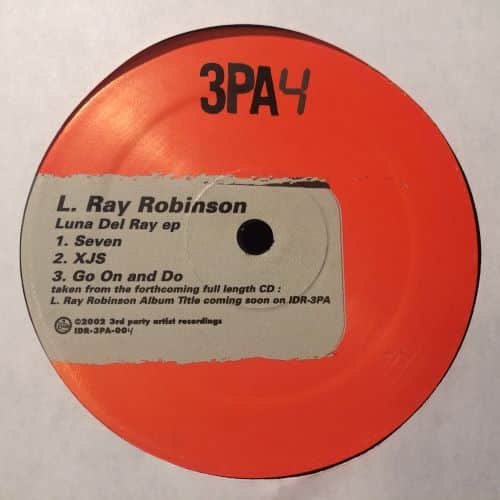 3PA4
L. Ray Robinson
Luna Del Ray ep
1. Seven
2. XJS
3. Go On and Do
taken from the forthcoming full length CD :
L. Ray Robinson Album Title coming soon on IDR-3PA
©2002 3rd party artist recordings
IDR-3PA-004